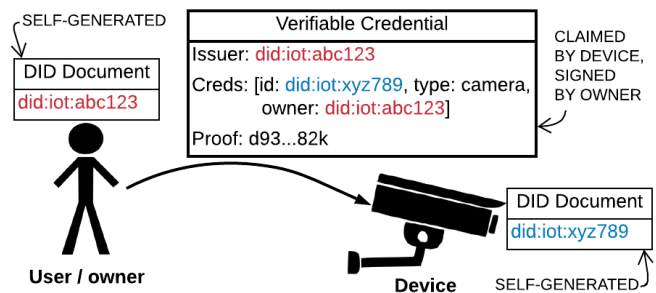 SELF-GENERATED
DID Document
did:iot:abc123
Verifiable Credential
Issuer: did:iot:abc123
Creds: [id: did:iot:xyz789, type: camera,
owner: did:iot:abc123]
Proof: d93...82k
CLAIMED
BY DEVICE,
SIGNED
BY OWNER
User / owner
Device
DID Document
did:iot:xyz789
SELF-GENERATED